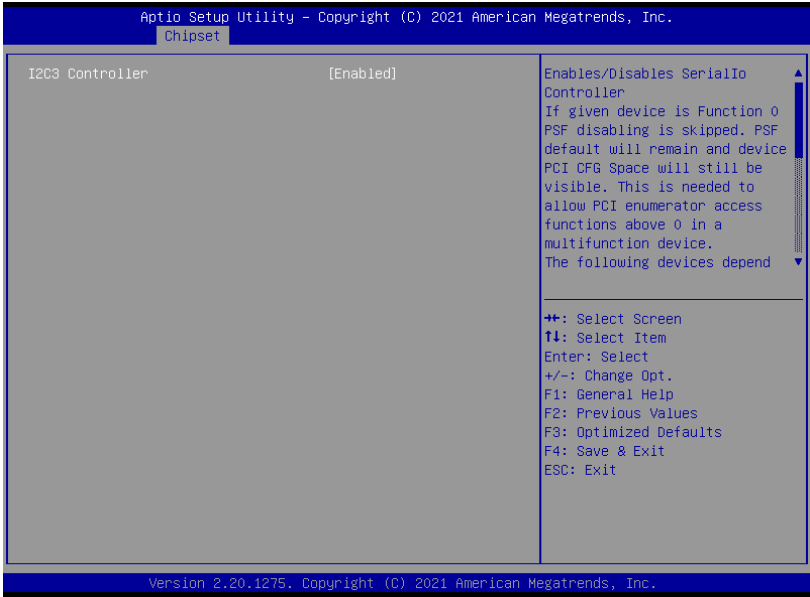 Aptio Setup Utility – Copyright (C) 2021 American Megatrends, Inc.
Chipset
I2C3 Controller [Enabled]
Enables/Disables SerialIo
Controller
If given device is Function 0
PSF disabling is skipped. PSF
default will remain and device
PCI CFG Space will still be
visible. This is needed to
allow PCI enumerator access
functions above 0 in a
multifunction device.
The following devices depend
→←: Select Screen
↑↓: Select Item
Enter: Select
+/-: Change Opt.
F1: General Help
F2: Previous Values
F3: Optimized Defaults
F4: Save & Exit
ESC: Exit
Version 2.20.1275. Copyright (C) 2021 American Megatrends, Inc.